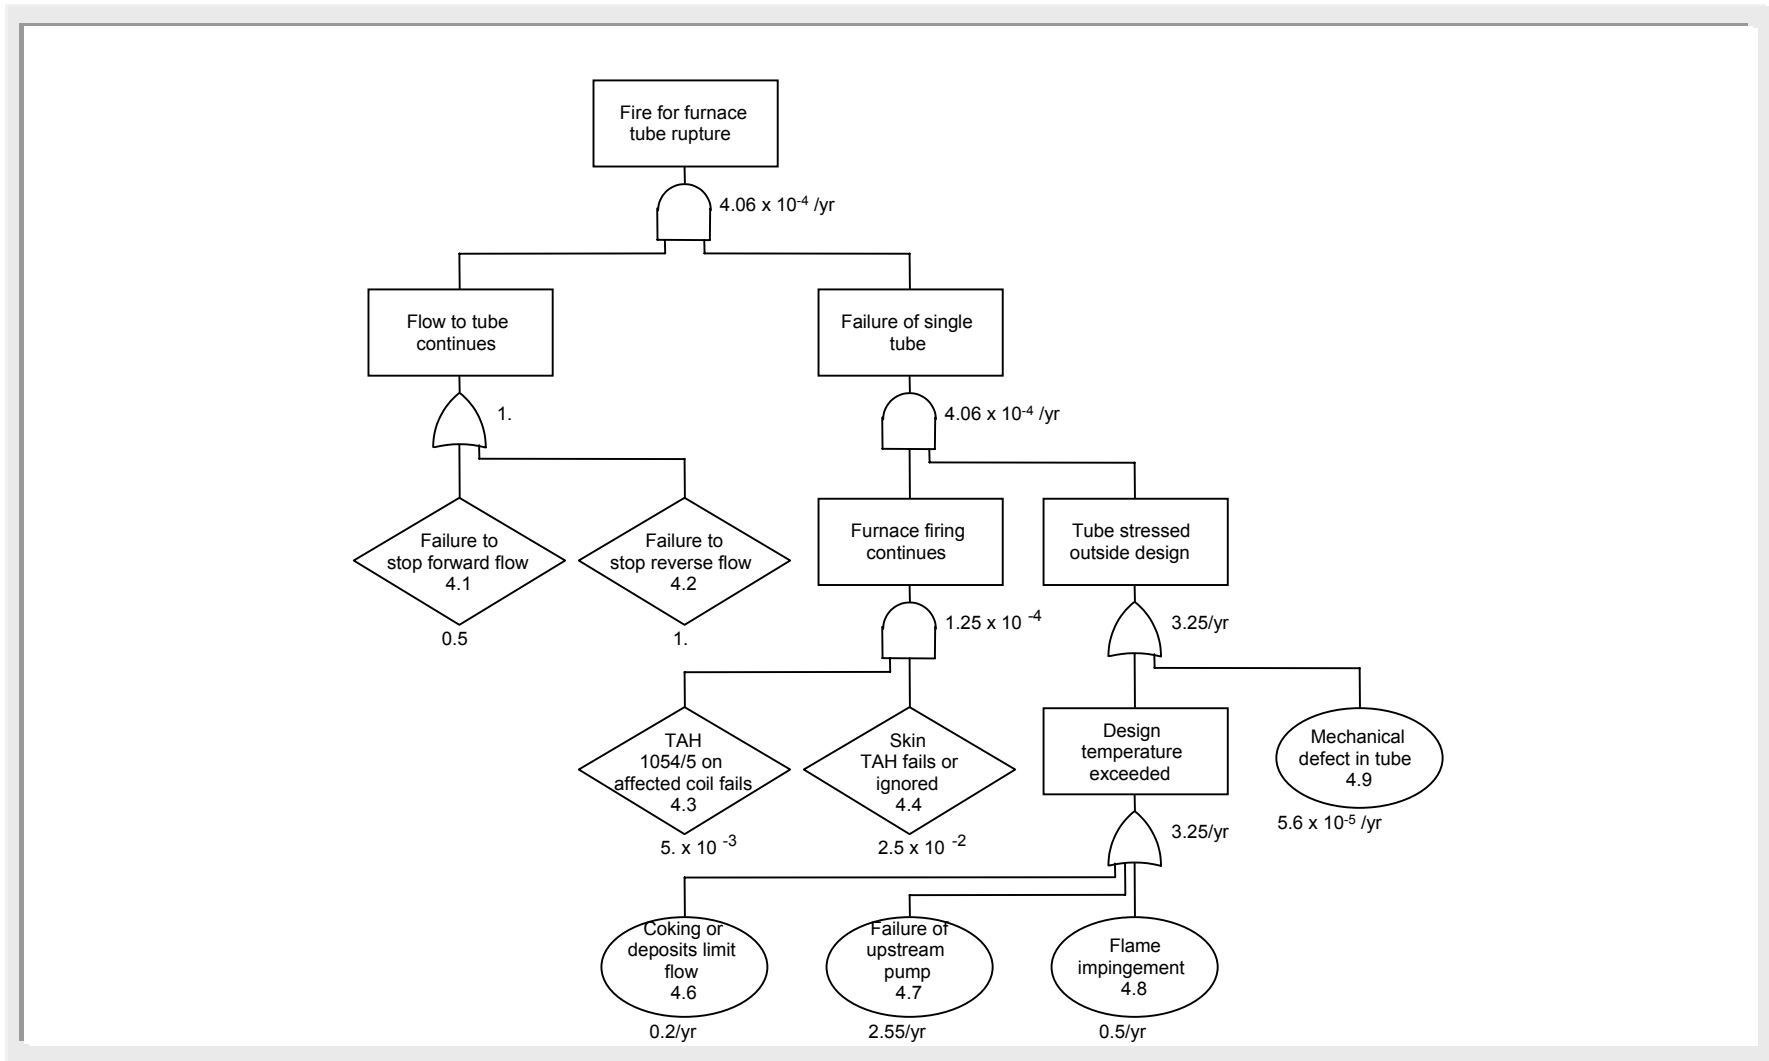 Fire for furnace
tube rupture
4.06 x 10-4 /yr
Flow to tube
continues
Failure of single
tube
1.
4.06 x 10-4 /yr
Failure to
stop forward flow
4.1
0.5
Failure to
stop reverse flow
4.2
1.
Furnace firing
continues
Tube stressed
outside design
1.25 x 10 -4
3.25/yr
TAH
1054/5 on
affected coil fails
4.3
5. x 10 -3
Skin
TAH fails or
ignored
4.4
2.5 x 10 -2
Design
temperature
exceeded
Mechanical
defect in tube
4.9
5.6 x 10-5 /yr
3.25/yr
Coking or
deposits limit
flow
4.6
0.2/yr
Failure of
upstream
pump
4.7
2.55/yr
Flame
impingement
4.8
0.5/yr